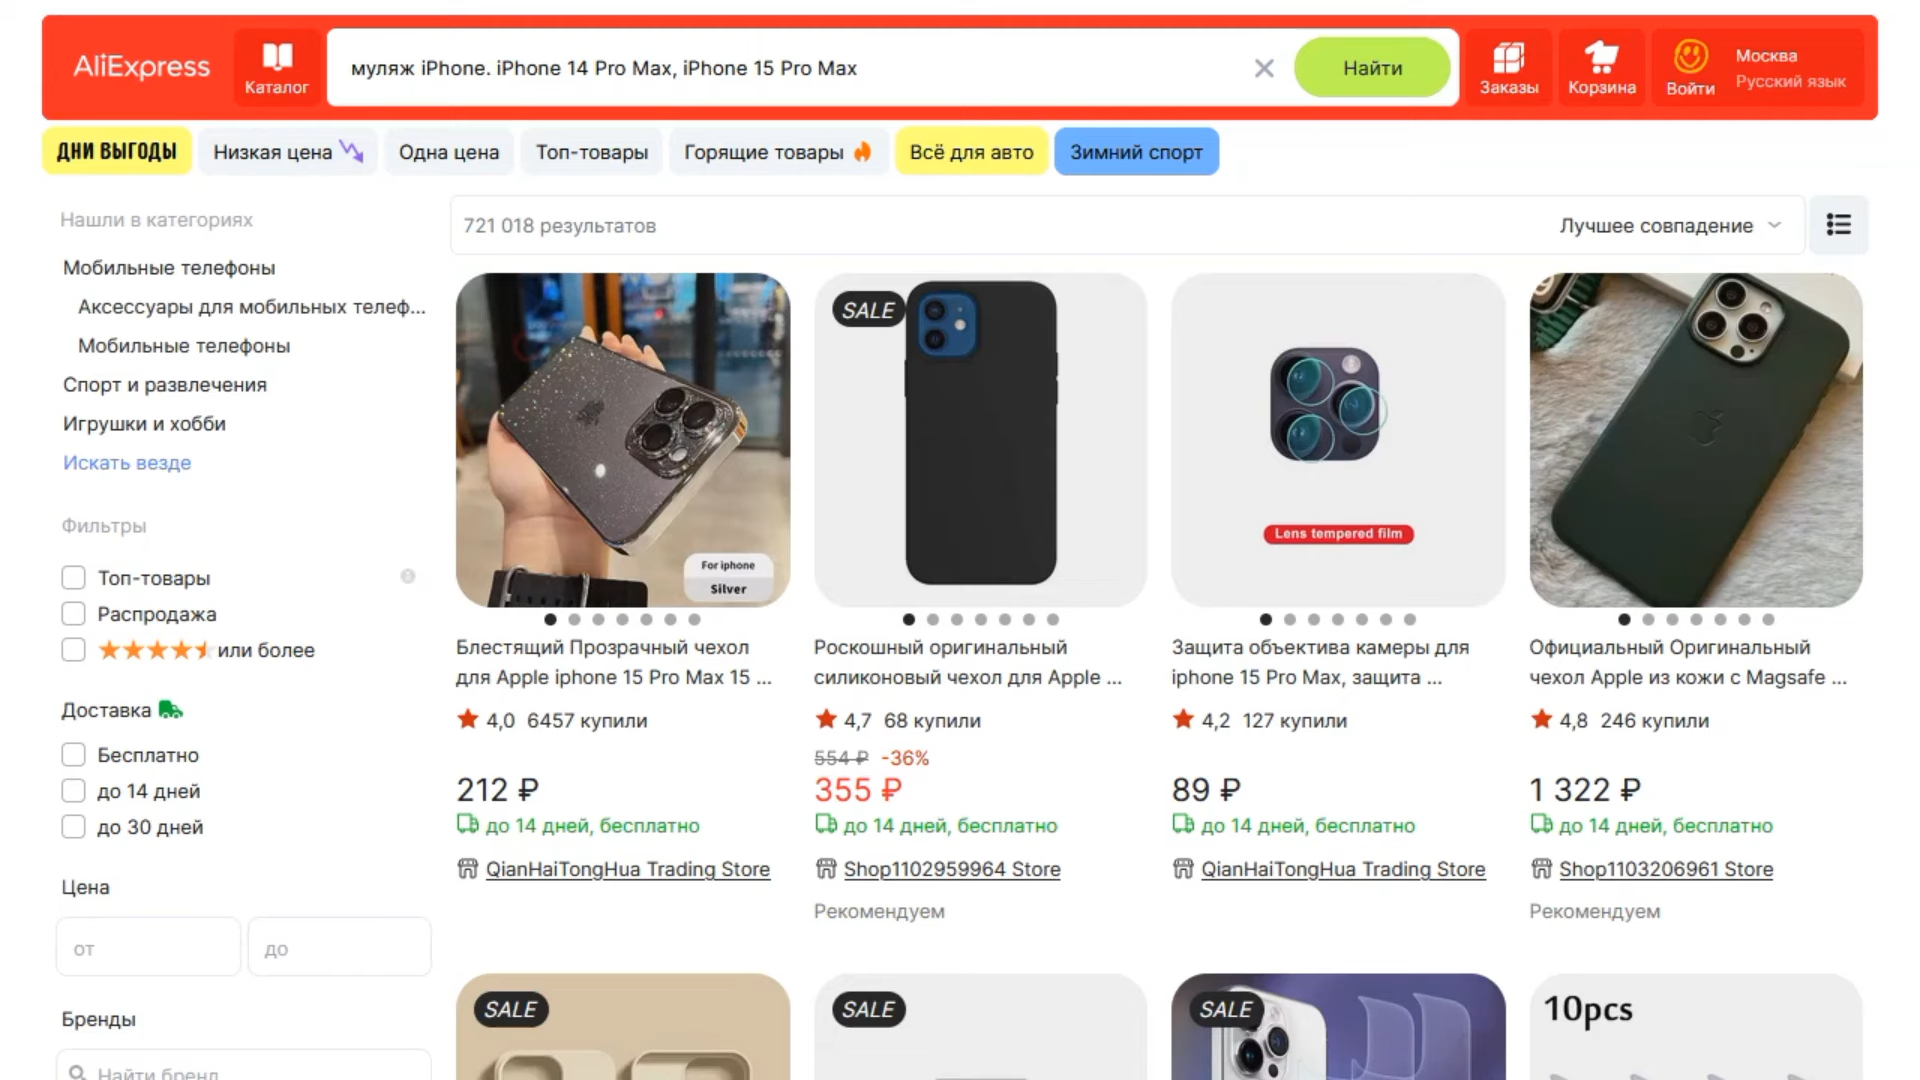 AliExpress
Каталог
муляж iPhone. iPhone 14 Pro Max, iPhone 15 Pro Max
Найти
Заказы
Корзина
Войти
Москва
Русский язык
ДНИ ВЫГОДЫ
Низкая цена
Одна цена
Топ-товары
Горящие товары
Всё для авто
Зимний спорт
Нашли в категориях
Мобильные телефоны
Аксессуары для мобильных телеф...
Мобильные телефоны
Спорт и развлечения
Игрушки и хобби
Искать везде
Фильтры
Топ-товары
Распродажа
или более
Доставка
Бесплатно
до 14 дней
до 30 дней
Цена
от
до
Бренды
Найти бренд
721 018 результатов
Лучшее совпадение
For iphone
Silver
Блестящий Прозрачный чехол
для Apple iphone 15 Pro Max 15 ...
4,0 6457 купили
212 ₽
до 14 дней, бесплатно
QianHaiTongHua Trading Store
SALE
Роскошный оригинальный
силиконовый чехол для Apple ...
4,7 68 купили
554 ₽ -36%
355 ₽
до 14 дней, бесплатно
Shop1102959964 Store
Рекомендуем
Lens tempered film
Защита объектива камеры для
iphone 15 Pro Max, защита ...
4,2 127 купили
89 ₽
до 14 дней, бесплатно
QianHaiTongHua Trading Store
Официальный Оригинальный
чехол Apple из кожи с Magsafe ...
4,8 246 купили
1 322 ₽
до 14 дней, бесплатно
Shop1103206961 Store
Рекомендуем
SALE
SALE
SALE
10pcs